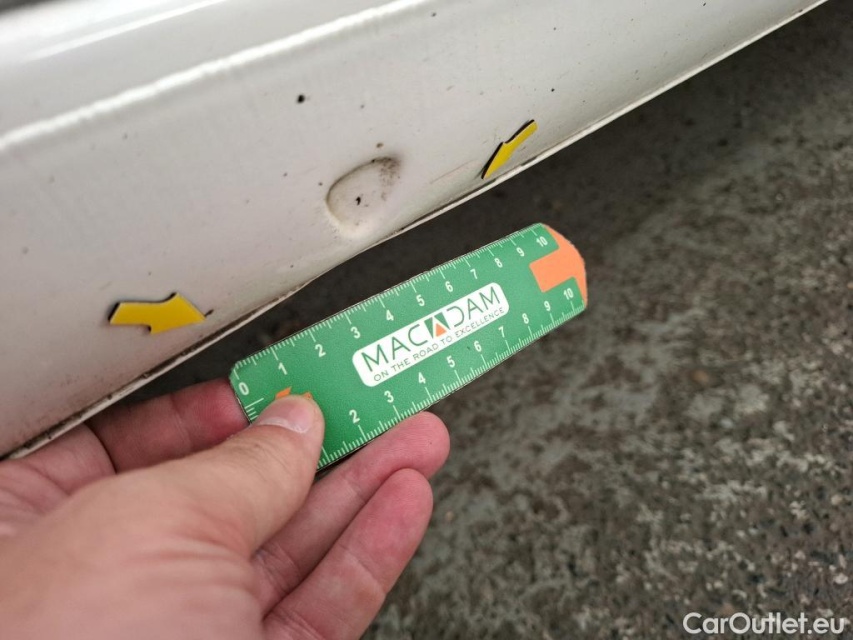 0 1 2 3 4 5 6 7 8 9 10
MACADAM
ON THE ROAD TO EXCELLENCE
2 3 4 5 6 7 8 9 10
CarOutlet.eu